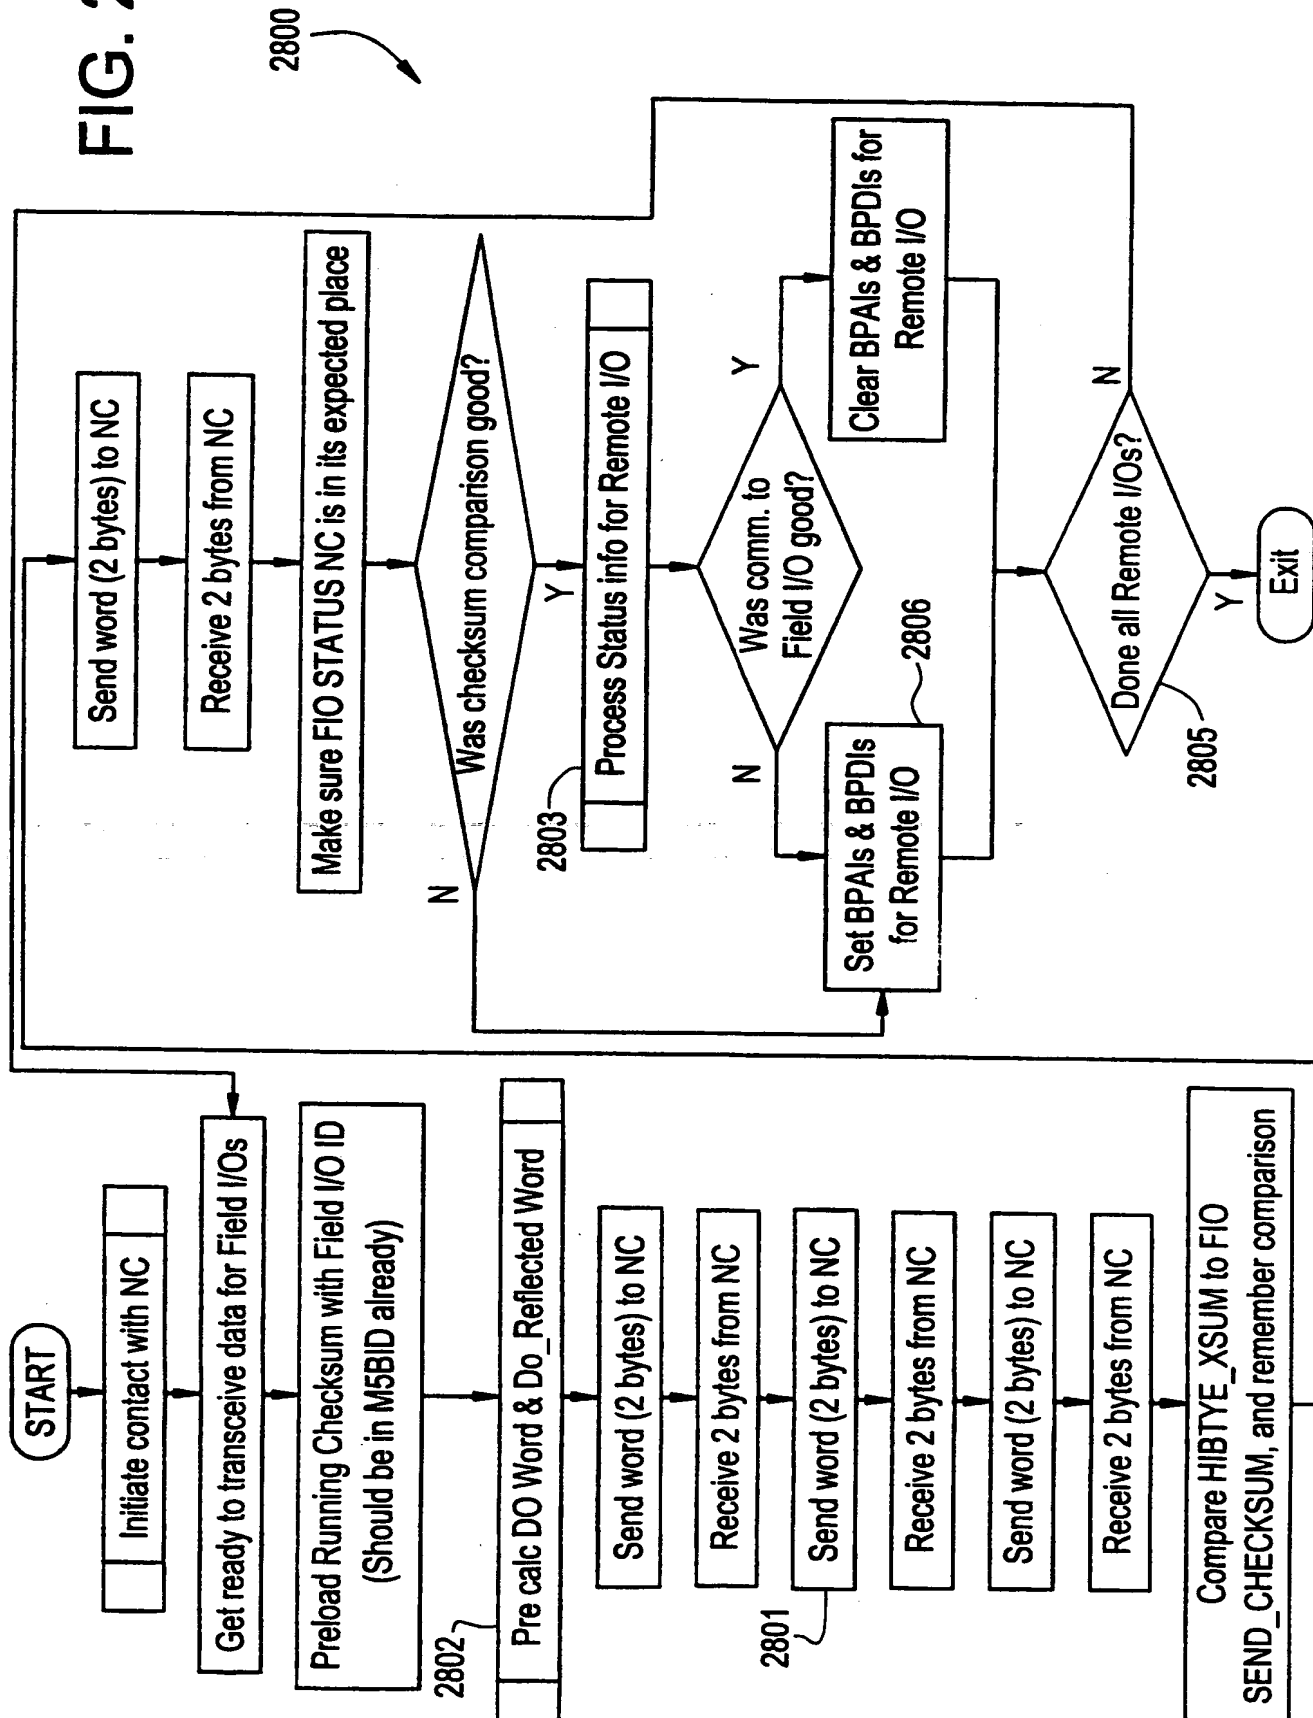 FIG. 2
2800
START
Initiate contact with NC
Get ready to transceive data for Field I/Os
Preload Running Checksum with Field I/O ID
(Should be in M5BID already)
2802
Pre calc DO Word & Do_Reflected Word
Send word (2 bytes) to NC
Receive 2 bytes from NC
Send word (2 bytes) to NC
2801
Receive 2 bytes from NC
Send word (2 bytes) to NC
Receive 2 bytes from NC
Compare HIBTYE_XSUM to FIO
SEND_CHECKSUM, and remember comparison
Send word (2 bytes) to NC
Receive 2 bytes from NC
Make sure FIO STATUS NC is in its expected place
Was checksum comparison good?
N
Y
2803
Process Status info for Remote I/O
Was comm. to
Field I/O good?
N
Y
Set BPAIs & BPDIs
for Remote I/O
2806
Clear BPAIs & BPDIs for
Remote I/O
Done all Remote I/Os?
N
2805
Y
Exit